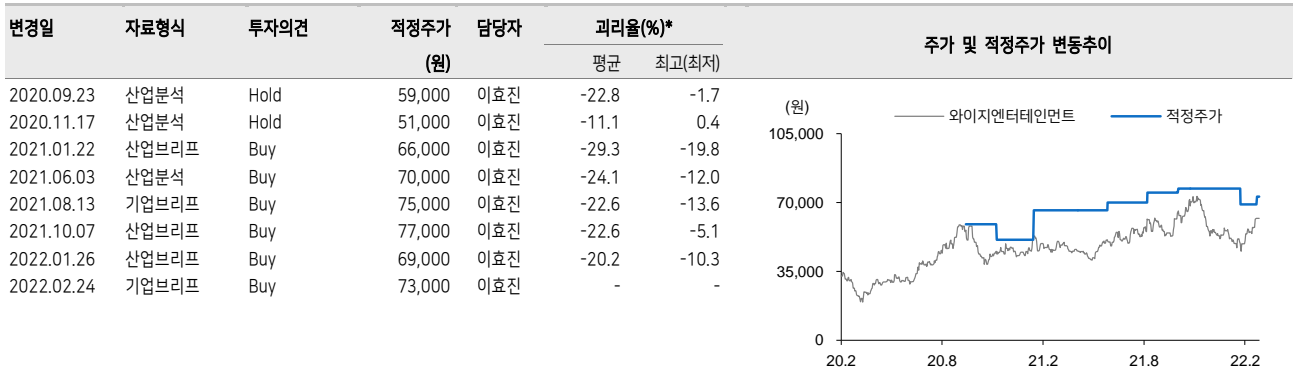 변경일 자료형식 투자의견 적정주가 담당자 괴리율(%)* 주가 및 적정주가 변동추이
(원) 평균 최고(최저)
2020.09.23 산업분석 Hold 59,000 이효진 -22.8 -1.7
2020.11.17 산업분석 Hold 51,000 이효진 -11.1 0.4
2021.01.22 산업브리프 Buy 66,000 이효진 -29.3 -19.8
2021.06.03 산업분석 Buy 70,000 이효진 -24.1 -12.0
2021.08.13 기업브리프 Buy 75,000 이효진 -22.6 -13.6
2021.10.07 산업브리프 Buy 77,000 이효진 -22.6 -5.1
2022.01.26 산업브리프 Buy 69,000 이효진 -20.2 -10.3
2022.02.24 기업브리프 Buy 73,000 이효진 - -
(원) 와이지엔터테인먼트 적정주가
105,000
70,000
35,000
0
20.2 20.8 21.2 21.8 22.2